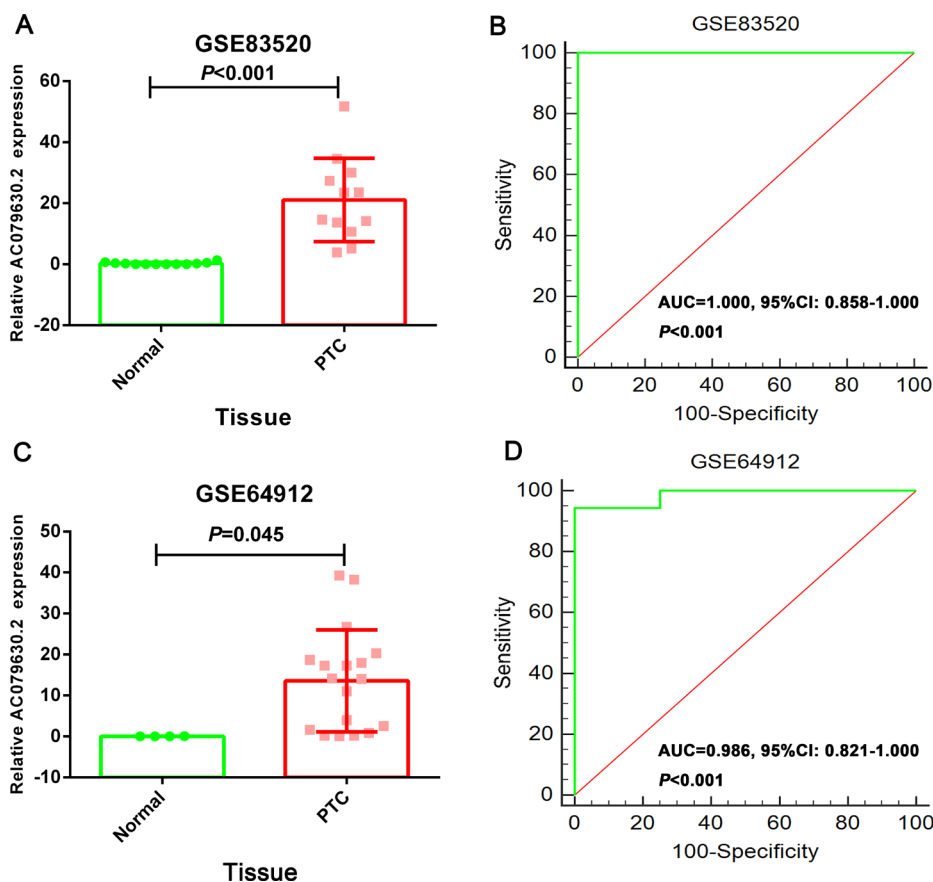 A
GSE83520
P<0.001
Relative AC079630.2 expression
60
40
20
0
-20
Normal
PTC
Tissue
B
GSE83520
Sensitivity
100
80
60
40
20
0
AUC=1.000, 95%CI: 0.858-1.000
P<0.001
0 20 40 60 80 100
100-Specificity
C
GSE64912
P=0.045
Relative AC079630.2 expression
50
40
30
20
10
0
-10
Normal
PTC
Tissue
D
GSE64912
Sensitivity
100
80
60
40
20
0
AUC=0.986, 95%CI: 0.821-1.000
P<0.001
0 20 40 60 80 100
100-Specificity